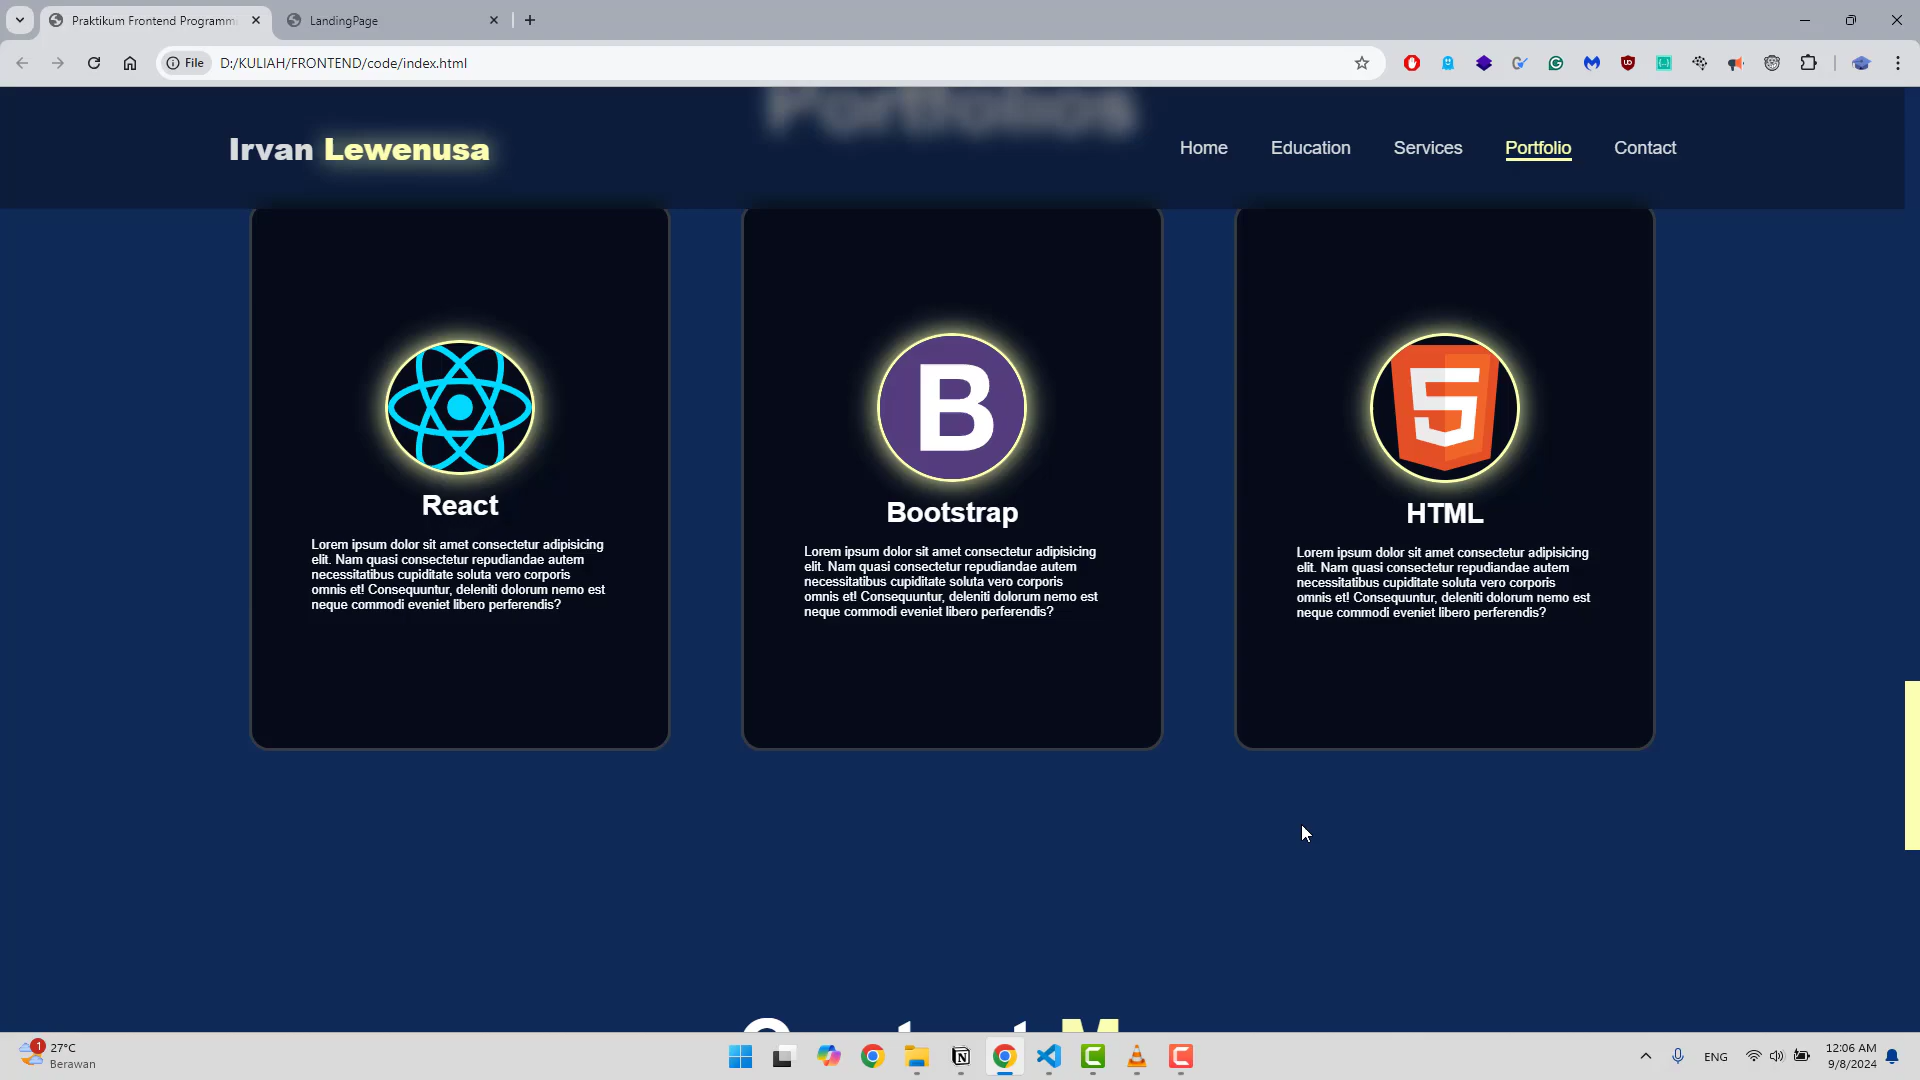 Praktikum Frontend Programm
LandingPage
File
D:/KULIAH/FRONTEND/code/index.html
Portfolios
Irvan Lewenusa
Home
Education
Services
Portfolio
Contact
B
5
React
Lorem ipsum dolor sit amet consectetur adipisicing
elit. Nam quasi consectetur repudiandae autem
necessitatibus cupiditate soluta vero corporis
omnis et! Consequuntur, deleniti dolorum nemo est
neque commodi eveniet libero perferendis?
Bootstrap
Lorem ipsum dolor sit amet consectetur adipisicing
elit. Nam quasi consectetur repudiandae autem
necessitatibus cupiditate soluta vero corporis
omnis et! Consequuntur, deleniti dolorum nemo est
neque commodi eveniet libero perferendis?
HTML
Lorem ipsum dolor sit amet consectetur adipisicing
elit. Nam quasi consectetur repudiandae autem
necessitatibus cupiditate soluta vero corporis
omnis et! Consequuntur, deleniti dolorum nemo est
neque commodi eveniet libero perferendis?
1
27°C
Berawan
ENG
12:06 AM
9/8/2024